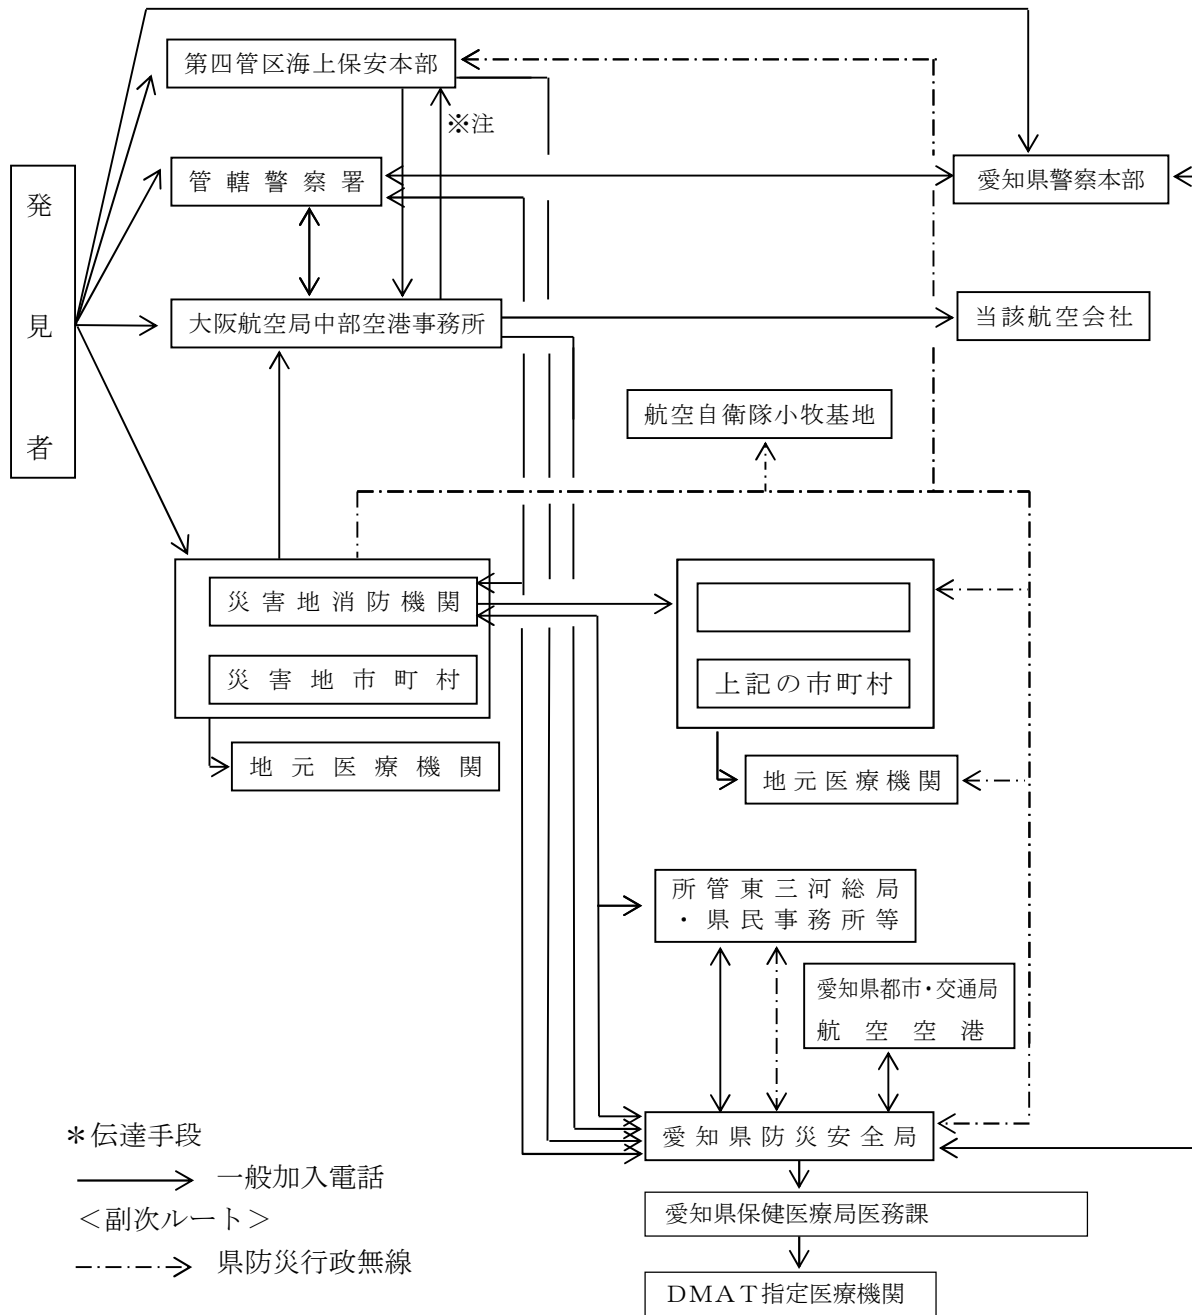 第四管区海上保安本部
※注
管轄警察署
愛知県警察本部
発見者
大阪航空局中部空港事務所
当該航空会社
航空自衛隊小牧基地
災害地消防機関
災害地市町村
上記の市町村
地元医療機関
地元医療機関
所管東三河総局
・県民事務所等
愛知県都市・交通局
航空空港
愛知県防災安全局
愛知県保健医療局医務課
DMAT指定医療機関
＊伝達手段
一般加入電話
＜副次ルート＞
県防災行政無線